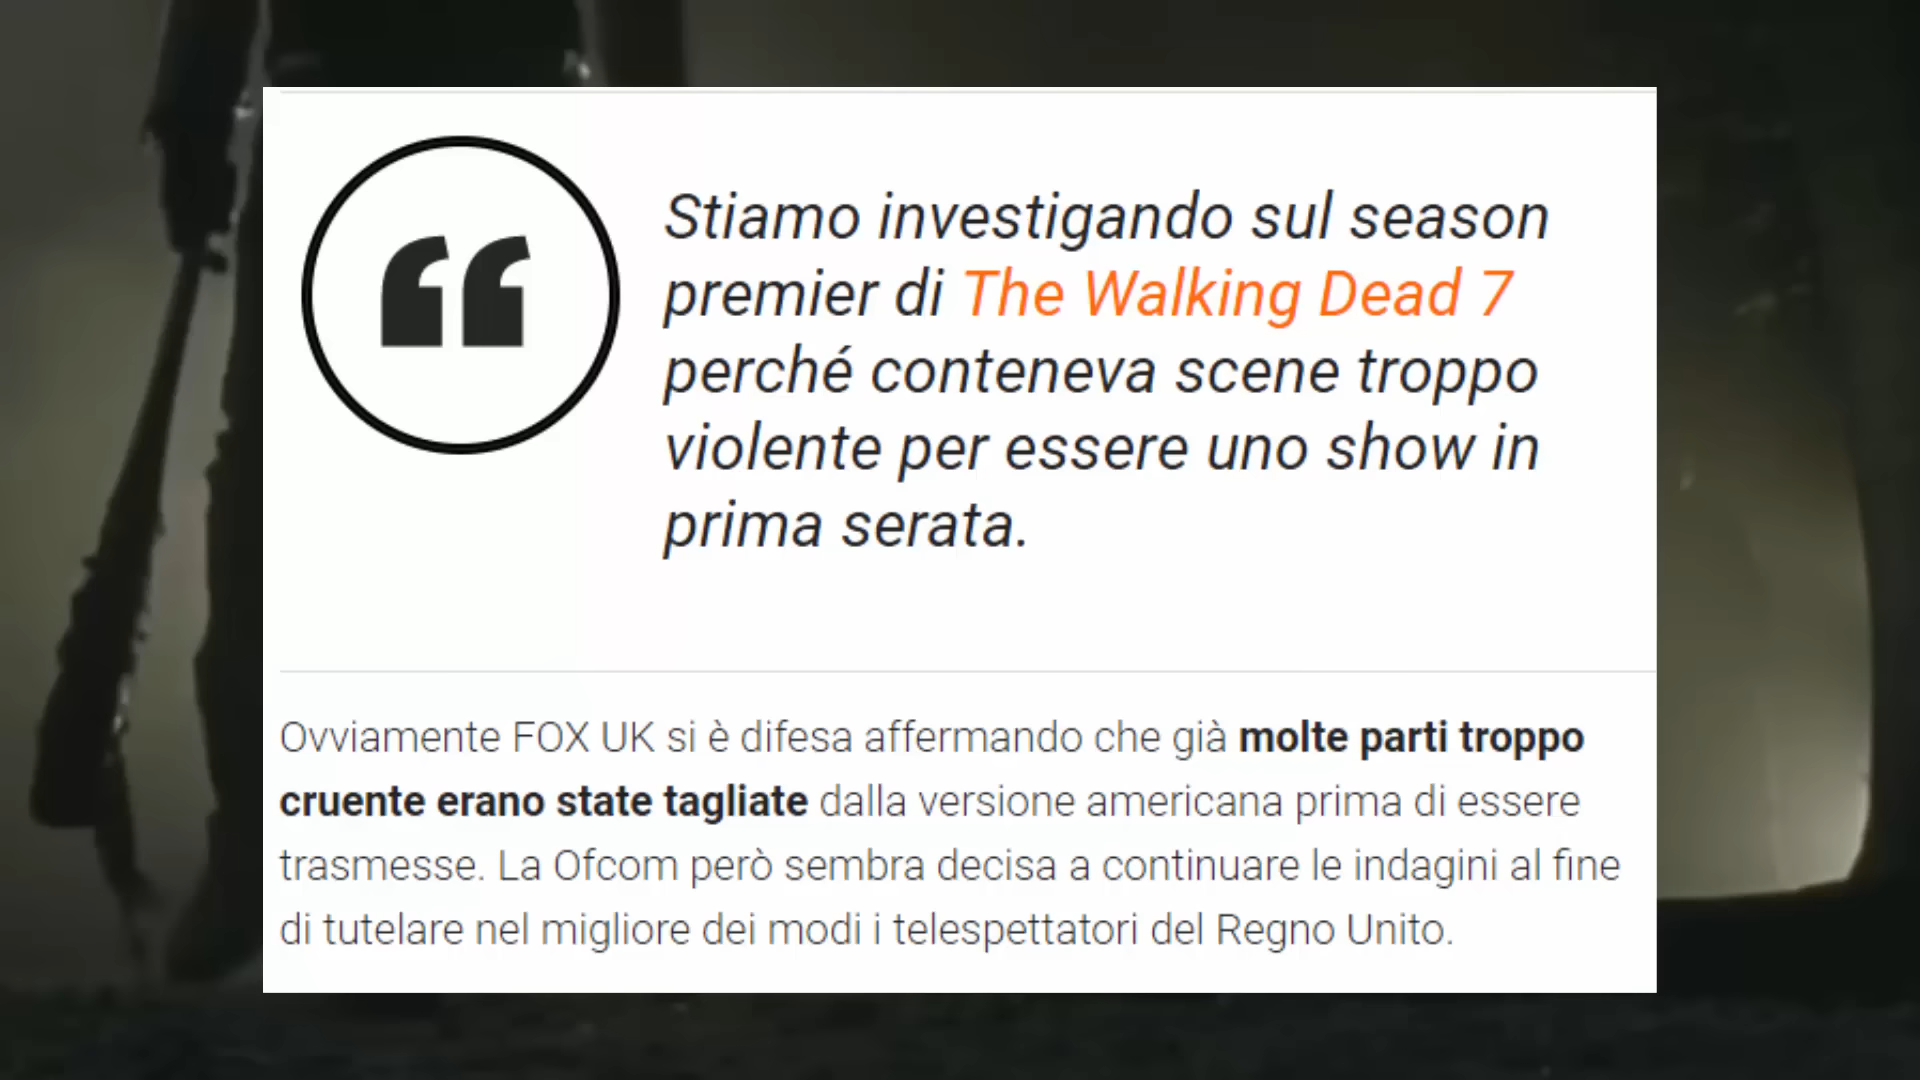 Stiamo investigando sul season
premier di The Walking Dead 7
perché conteneva scene troppo
violente per essere uno show in
prima serata.
Ovviamente FOX UK si è difesa affermando che già molte parti troppo
cruente erano state tagliate dalla versione americana prima di essere
trasmesse. La Ofcom però sembra decisa a continuare le indagini al fine
di tutelare nel migliore dei modi i telespettatori del Regno Unito.